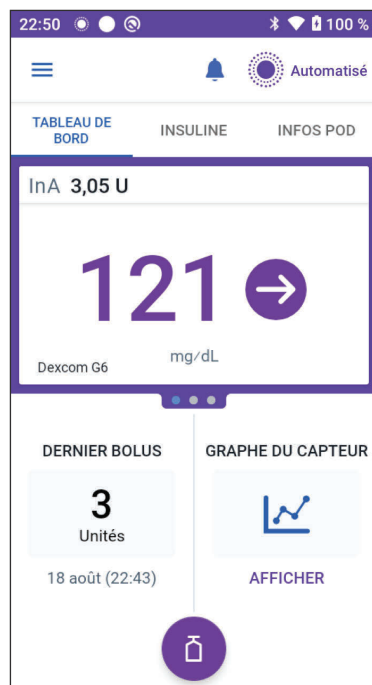 22:50 100 %
Automatisé
TABLEAU DE
BORD
INSULINE
INFOS POD
InA 3,05 U
121
mg/dL
Dexcom G6
DERNIER BOLUS
3
Unités
18 août (22:43)
GRAPHE DU CAPTEUR
AFFICHER